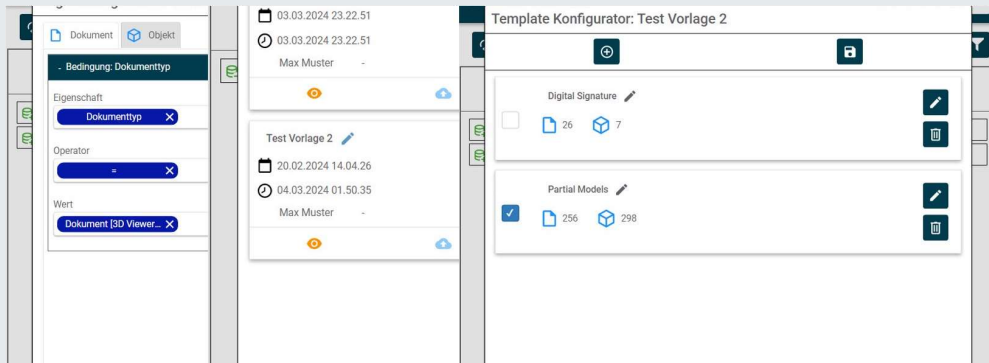 Dokument
Objekt
- Bedingung: Dokumenttyp
Eigenschaft
Dokumenttyp X
Operator
= X
Wert
Dokument [3D Viewer... X
03.03.2024 23.22.51
03.03.2024 23.22.51
Max Muster -
Test Vorlage 2
20.02.2024 14.04.26
04.03.2024 01.50.35
Max Muster -
Template Konfigurator: Test Vorlage 2
Digital Signature
26 7
Partial Models
256 298